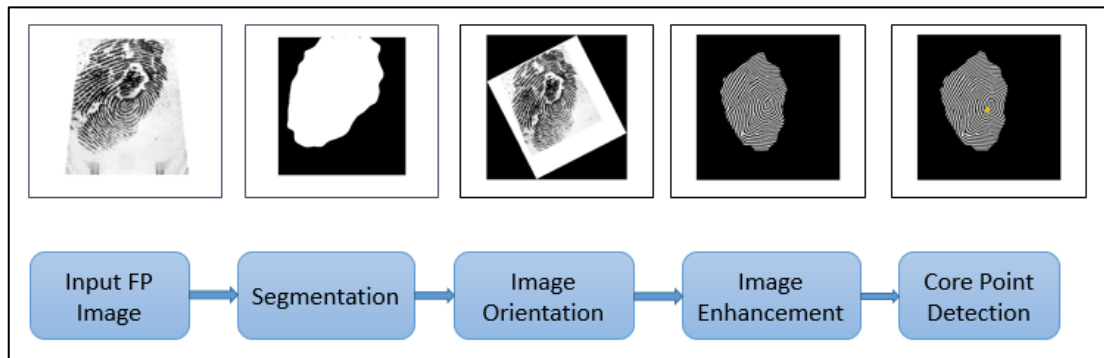 Input FP
Image
Segmentation
Image
Orientation
Image
Enhancement
Core Point
Detection